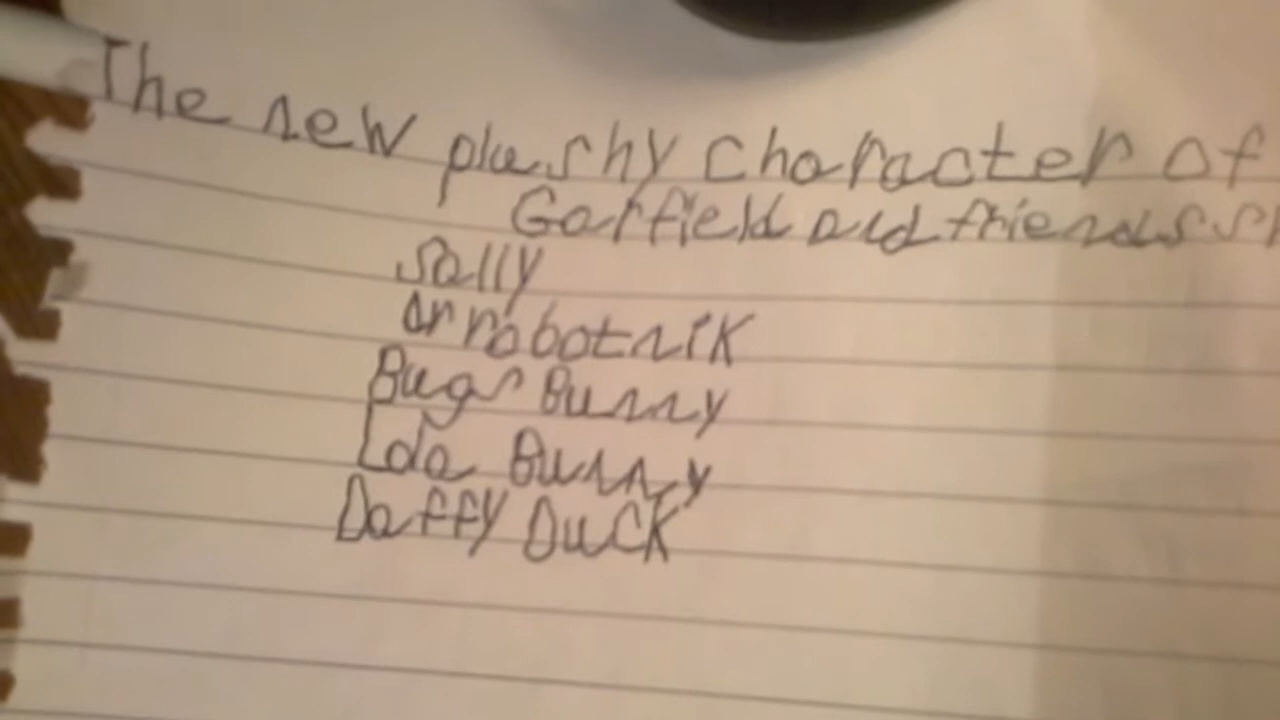 The new plushy character of
Garfield and friends
Sally
dr robotnik
Bugs Bunny
Lola Bunny
Daffy Duck